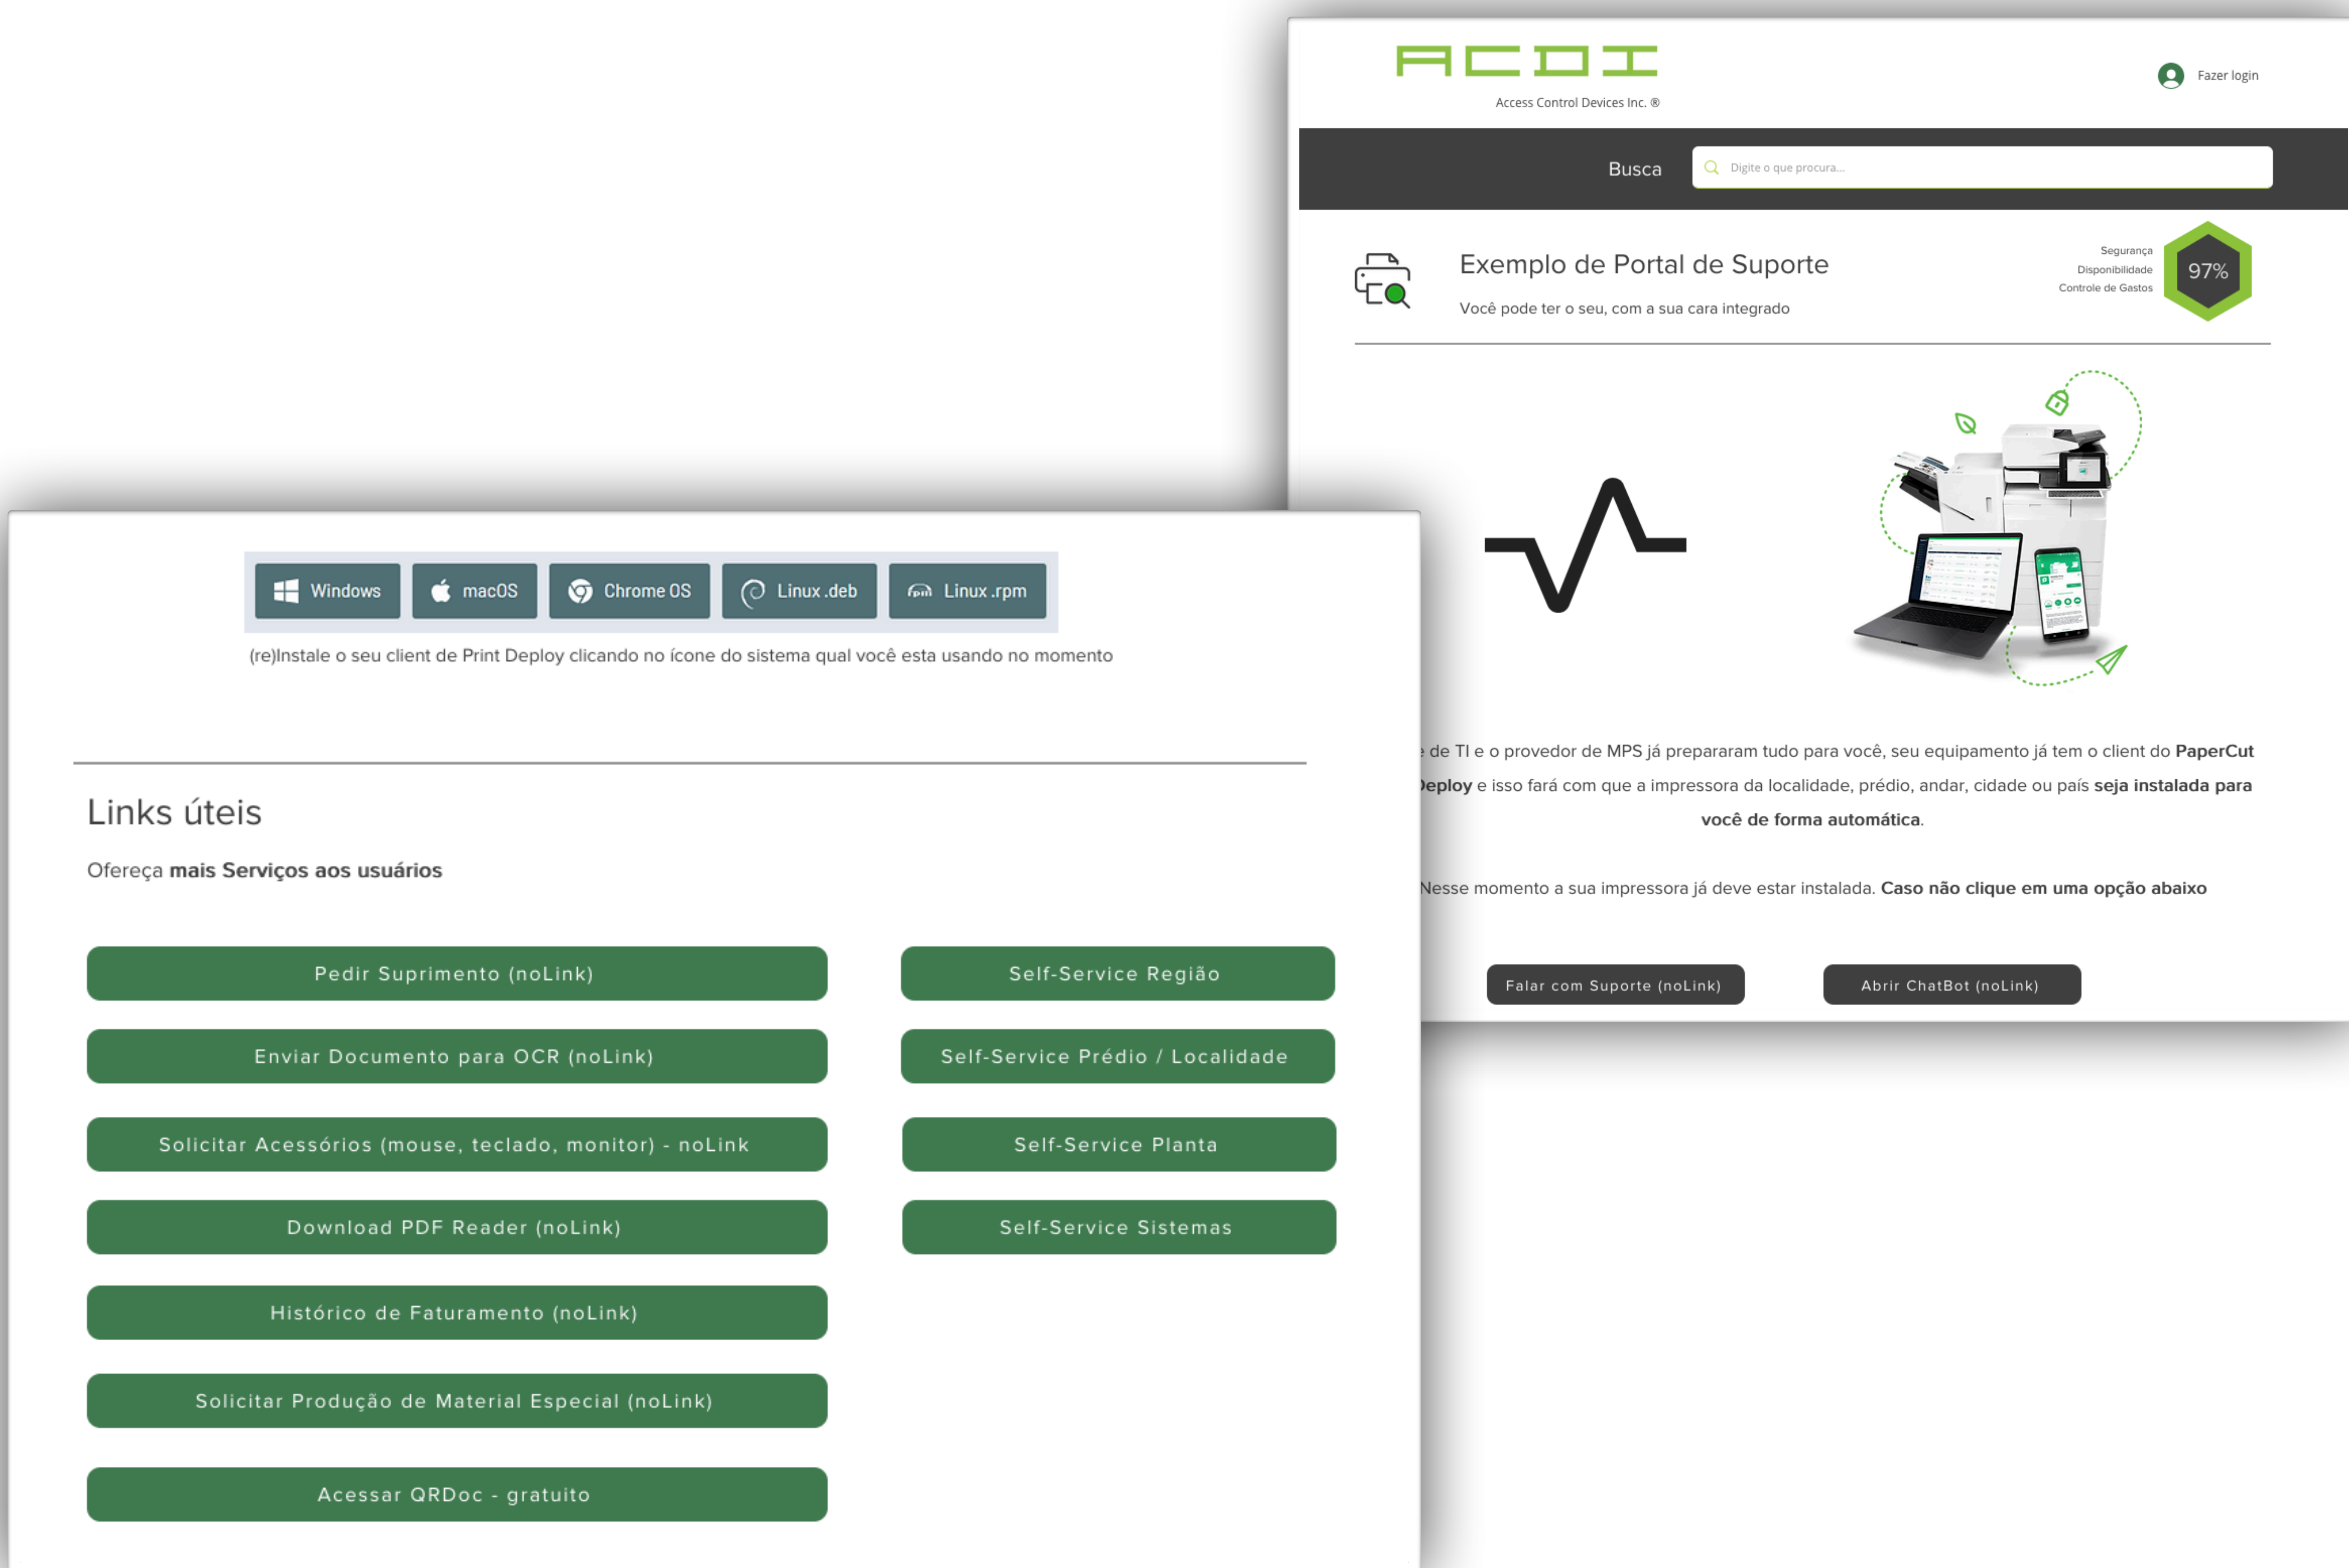 ACDI
Access Control Devices Inc. ®
Fazer login
Busca
Digite o que procura...
Exemplo de Portal de Suporte
Você pode ter o seu, com a sua cara integrado
Segurança
Disponibilidade
Controle de Gastos
97%
de TI e o provedor de MPS já prepararam tudo para você, seu equipamento já tem o client do PaperCut
eploy e isso fará com que a impressora da localidade, prédio, andar, cidade ou país seja instalada para
você de forma automática.
Nesse momento a sua impressora já deve estar instalada. Caso não clique em uma opção abaixo
Falar com Suporte (noLink)
Abrir ChatBot (noLink)
Windows
macOS
Chrome OS
Linux .deb
rpm Linux .rpm
(re)Instale o seu client de Print Deploy clicando no ícone do sistema qual você esta usando no momento
Links úteis
Ofereça mais Serviços aos usuários
Pedir Suprimento (noLink)
Enviar Documento para OCR (noLink)
Solicitar Acessórios (mouse, teclado, monitor) - noLink
Download PDF Reader (noLink)
Histórico de Faturamento (noLink)
Solicitar Produção de Material Especial (noLink)
Acessar QRDoc - gratuito
Self-Service Região
Self-Service Prédio / Localidade
Self-Service Planta
Self-Service Sistemas